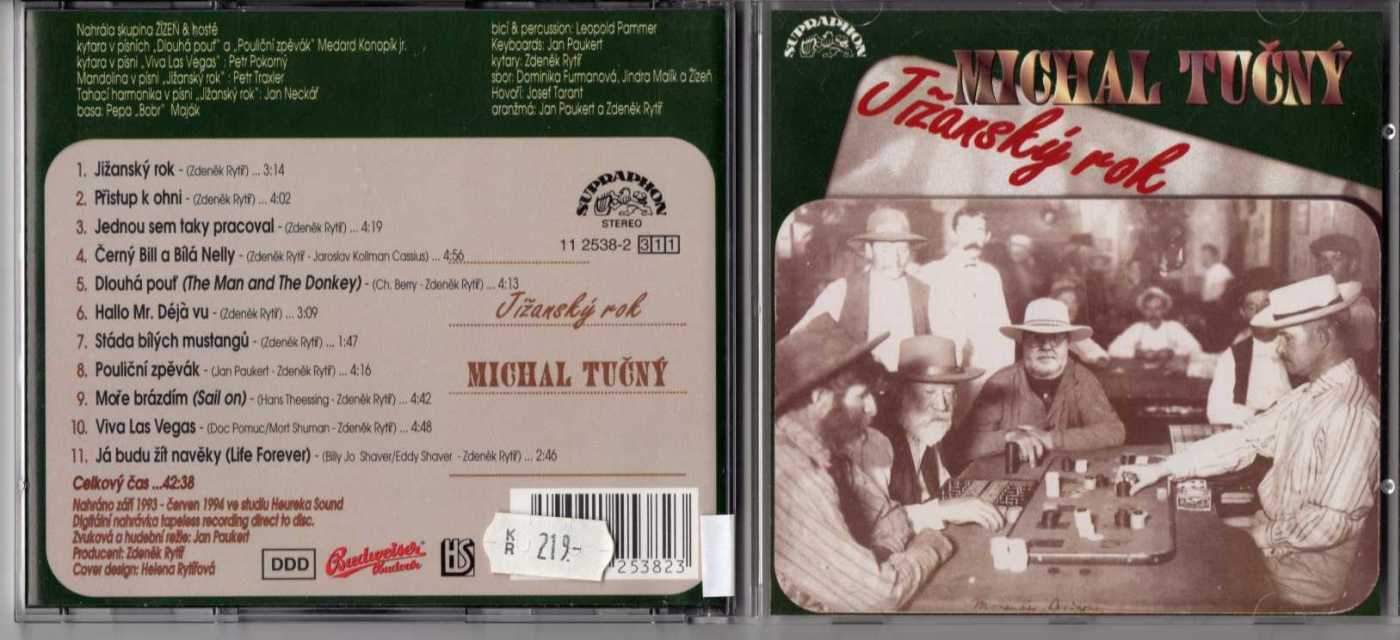 Nahrála skupina ŽÍZEŇ & hosté
kytara v písních „Dlouhá pouť" a „Pouliční zpěvák" Medard Konopík jr.
kytara v písni „Viva Las Vegas" : Petr Pokorný
Mandolina v písni „Jižanský rok" : Petr Traxler
Tahací harmonika v písni „Jižanský rok": Jan Neckář
basa: Pepa „Bobr" Maják
bicí & percussion: Leopold Pammer
Keyboards: Jan Paukert
kytary: Zdeněk Rytíř
sbor: Dominika Furmanová, Jindra Malík a Žízeň
Hovoří: Josef Tarant
aranžmá: Jan Paukert a Zdeněk Rytíř
1. Jižanský rok - (Zdeněk Rytíř) ... 3:14
2. Přistup k ohni - (Zdeněk Rytíř) ... 4:02
3. Jednou sem taky pracoval - (Zdeněk Rytíř) ... 4:19
4. Černý Bill a Bílá Nelly - (Zdeněk Rytíř - Jaroslav Kollman Cassius) ... 4:56
5. Dlouhá pouť (The Man and The Donkey) - (Ch. Berry - Zdeněk Rytíř) ... 4:13
6. Hallo Mr. Déjà vu - (Zdeněk Rytíř) ... 3:09
7. Stáda bílých mustangů - (Zdeněk Rytíř) ... 1:47
8. Pouliční zpěvák - (Jan Paukert - Zdeněk Rytíř) ... 4:16
9. Moře brázdím (Sail on) - (Hans Theessing - Zdeněk Rytíř) ... 4:42
10. Viva Las Vegas - (Doc Pomuc/Mort Shuman - Zdeněk Rytíř) ... 4:48
11. Já budu žít navěky (Life Forever) - (Billy Jo Shaver/Eddy Shaver - Zdeněk Rytíř) ... 2:46
Celkový čas ...42:38
Nahráno září 1993 - červen 1994 ve studiu Heureka Sound
Digitální nahrávka tapeless recording direct to disc.
Zvuková a hudební režie: Jan Paukert
Producent: Zdeněk Rytíř
Cover design: Helena Rytířová
DDD
Budweiser
Budvar
HS
SUPRAPHON
STEREO
11 2538-2 311
Jižanský rok
MICHAL TUČNÝ
KR 219.-
253823
SUPRAPHON
MICHAL TUČNÝ
Jižanský rok